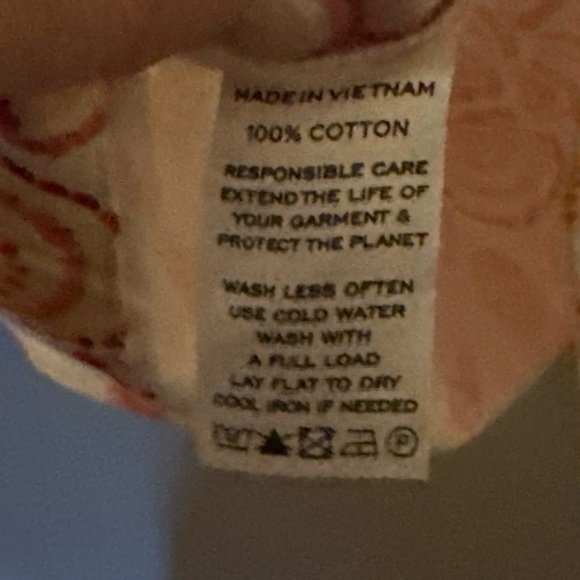 MADE IN VIETNAM
100% COTTON
RESPONSIBLE CARE
EXTEND THE LIFE OF
YOUR GARMENT &
PROTECT THE PLANET
WASH LESS OFTEN
USE COLD WATER
WASH WITH
A FULL LOAD
LAY FLAT TO DRY
COOL IRON IF NEEDED
P